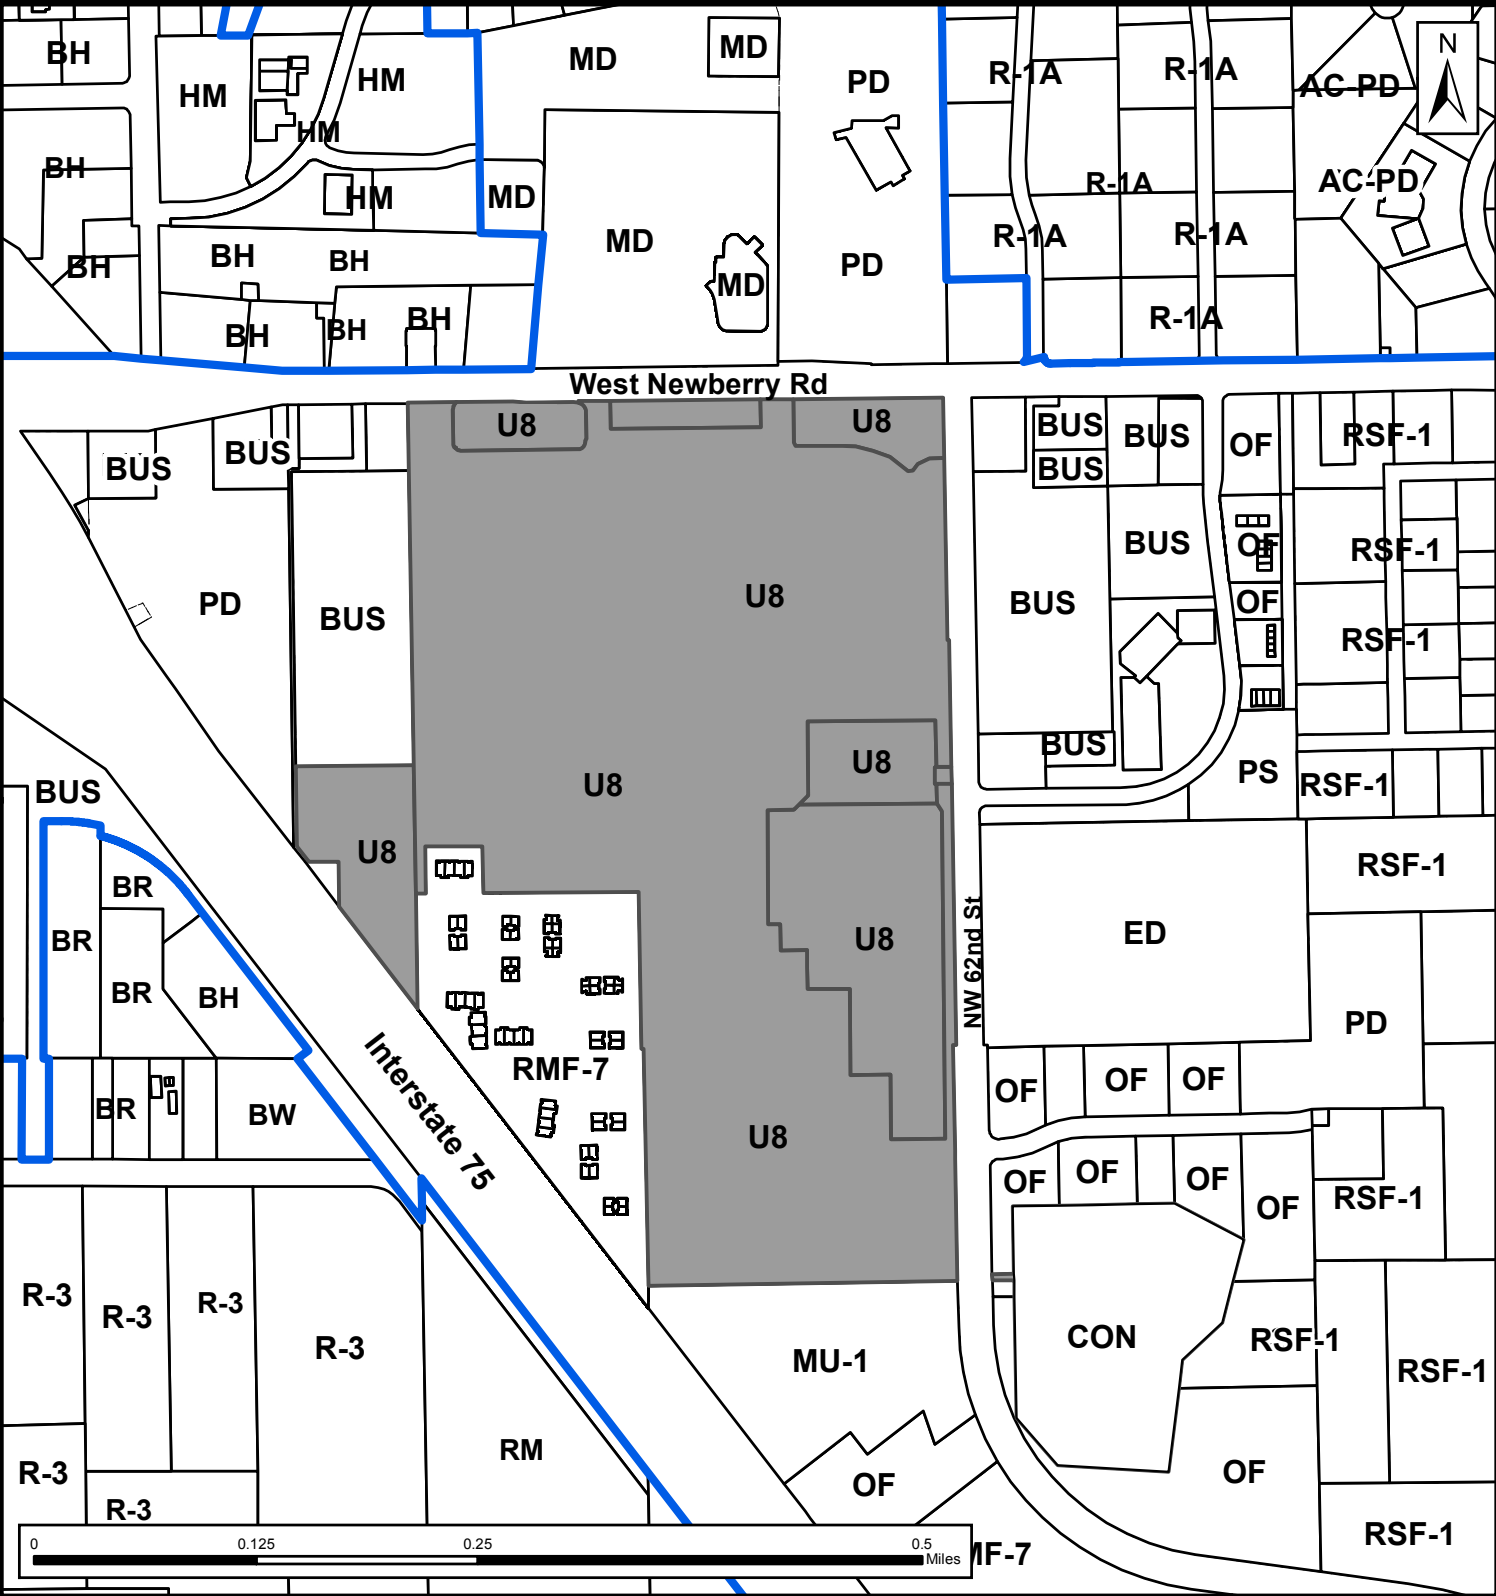 BH
HM
HM
HM
MD
MD
PD
R-1A
R-1A
AC-PD
N
BH
HM
MD
R-1A
AC-PD
BH
BH
BH
MD
MD
PD
R-1A
R-1A
BH
BH
BH
R-1A
West Newberry Rd
U8
U8
BUS
BUS
BUS
BUS
BUS
OF
RSF-1
PD
BUS
U8
BUS
BUS
OF
RSF-1
OF
RSF-1
BUS
U8
U8
BUS
PS
RSF-1
BR
U8
RSF-1
BR
BR
BH
U8
NW 62nd St
ED
PD
Interstate 75
RMF-7
BR
BW
U8
OF
OF
OF
OF
OF
OF
OF
RSF-1
R-3
R-3
R-3
R-3
MU-1
CON
RSF-1
RSF-1
R-3
R-3
RM
OF
OF
RSF-1
MF-7
0
0.125
0.25
0.5
Miles